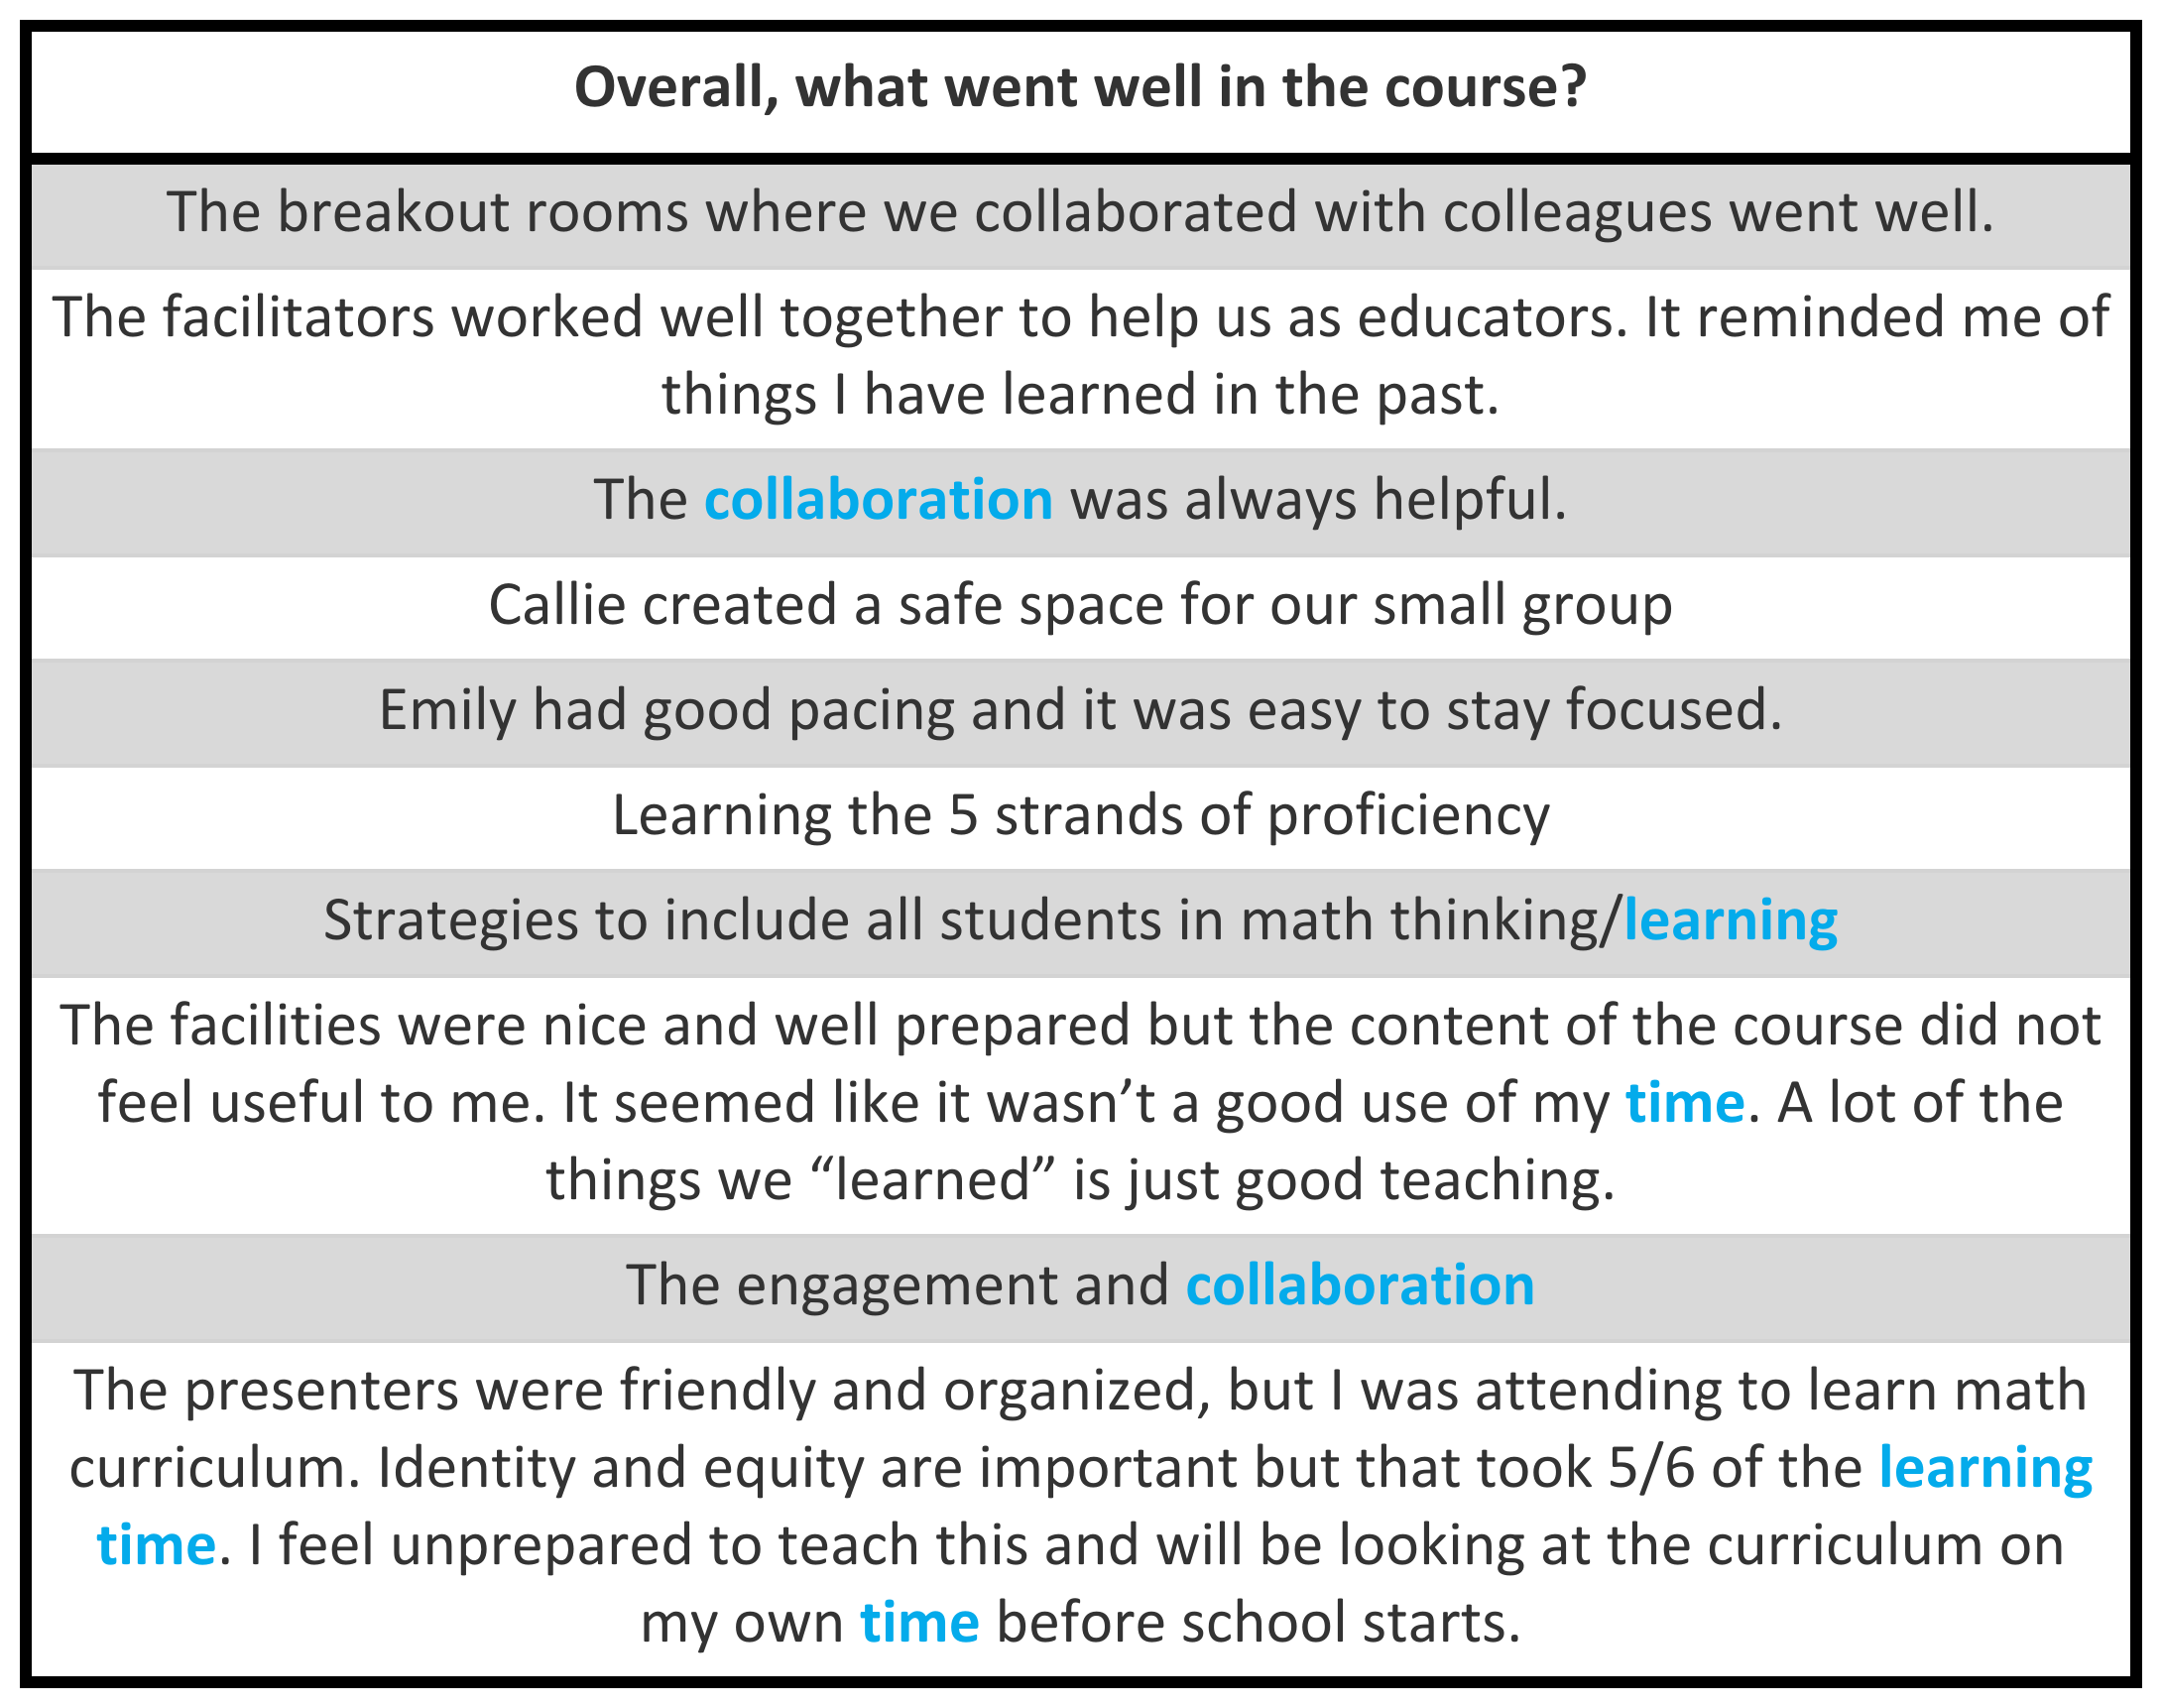 Overall, what went well in the course?
The breakout rooms where we collaborated with colleagues went well.
The facilitators worked well together to help us as educators. It reminded me of
things I have learned in the past.
The collaboration was always helpful.
Callie created a safe space for our small group
Emily had good pacing and it was easy to stay focused.
Learning the 5 strands of proficiency
Strategies to include all students in math thinking/learning
The facilities were nice and well prepared but the content of the course did not
feel useful to me. It seemed like it wasn’t a good use of my time. A lot of the
things we “learned” is just good teaching.
The engagement and collaboration
The presenters were friendly and organized, but I was attending to learn math
curriculum. Identity and equity are important but that took 5/6 of the learning
time. I feel unprepared to teach this and will be looking at the curriculum on
my own time before school starts.